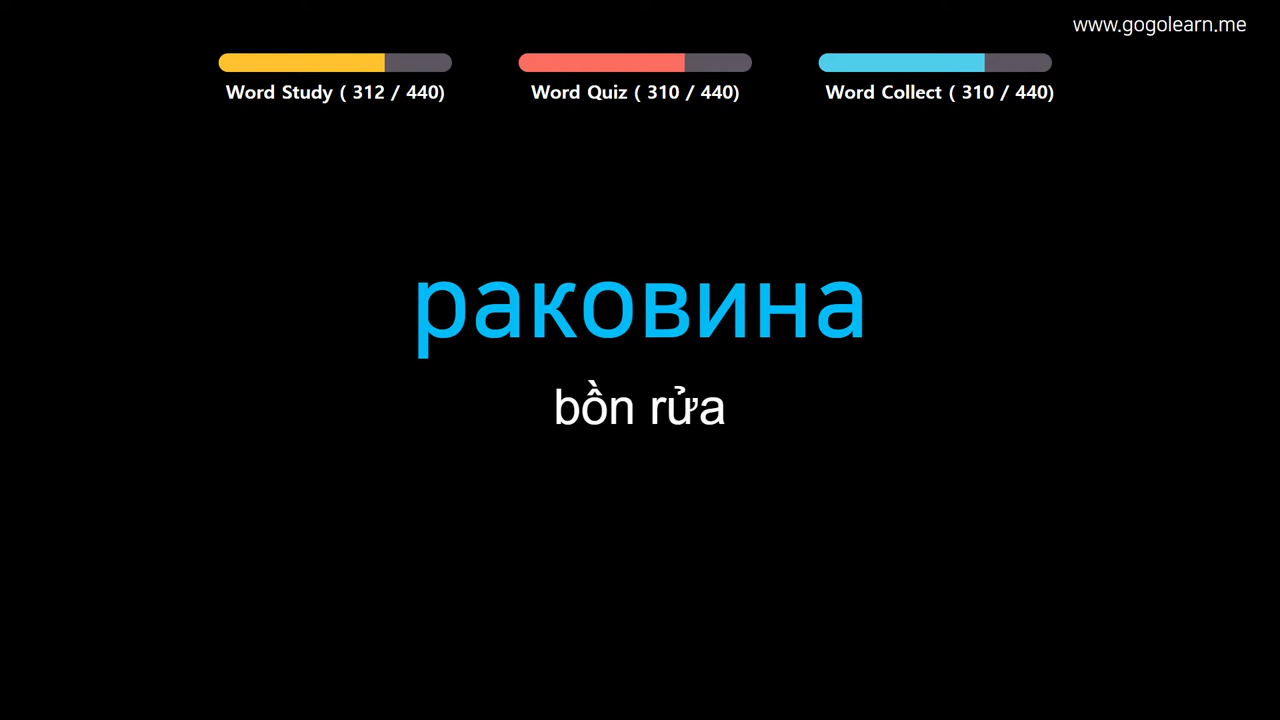 www.gogolearn.me
Word Study ( 312 / 440)
Word Quiz ( 310 / 440)
Word Collect ( 310 / 440)
раковина
bồn rửa